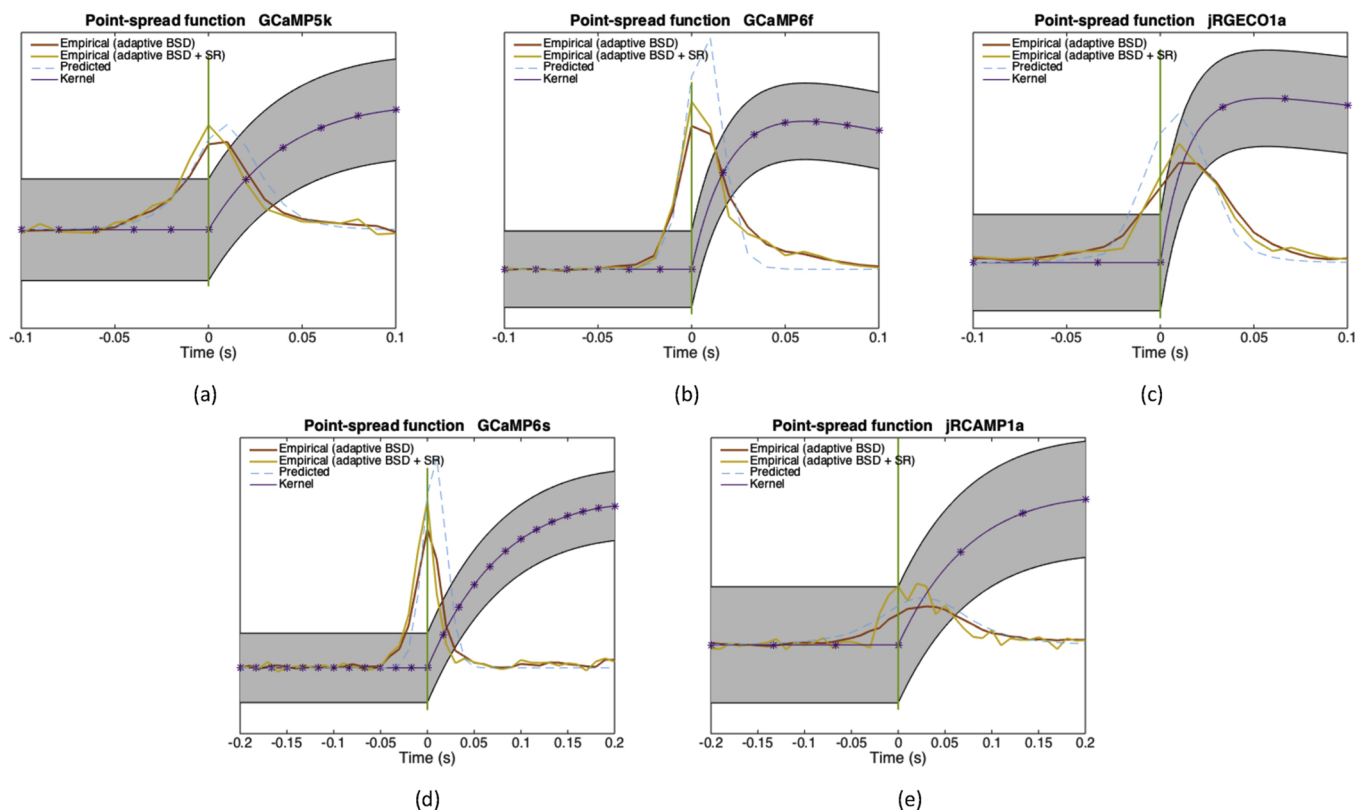 Point-spread function GCaMP5k
Empirical (adaptive BSD)
Empirical (adaptive BSD + SR)
Predicted
Kernel
-0.1 -0.05 0 0.05 0.1
Time (s)
(a)
Point-spread function GCaMP6f
Empirical (adaptive BSD)
Empirical (adaptive BSD + SR)
Predicted
Kernel
-0.1 -0.05 0 0.05 0.1
Time (s)
(b)
Point-spread function jRGECO1a
Empirical (adaptive BSD)
Empirical (adaptive BSD + SR)
Predicted
Kernel
-0.1 -0.05 0 0.05 0.1
Time (s)
(c)
Point-spread function GCaMP6s
Empirical (adaptive BSD)
Empirical (adaptive BSD + SR)
Predicted
Kernel
-0.2 -0.15 -0.1 -0.05 0 0.05 0.1 0.15 0.2
Time (s)
(d)
Point-spread function jRCAMP1a
Empirical (adaptive BSD)
Empirical (adaptive BSD + SR)
Predicted
Kernel
-0.2 -0.15 -0.1 -0.05 0 0.05 0.1 0.15 0.2
Time (s)
(e)